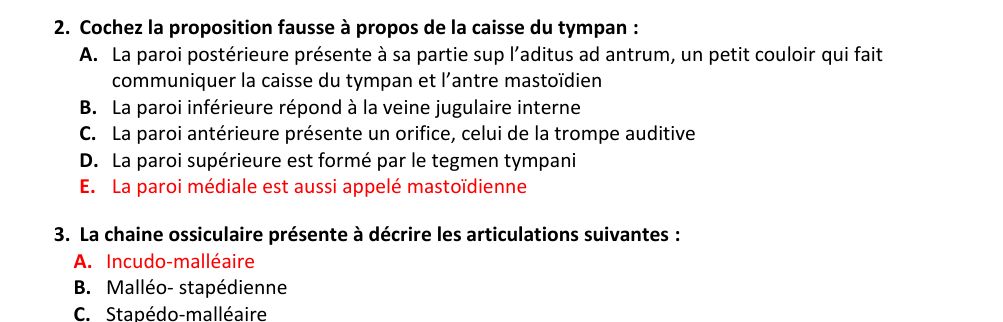 2. Cochez la proposition fausse à propos de la caisse du tympan :
A. La paroi postérieure présente à sa partie sup l’aditus ad antrum, un petit couloir qui fait
communiquer la caisse du tympan et l’antre mastoïdien
B. La paroi inférieure répond à la veine jugulaire interne
C. La paroi antérieure présente un orifice, celui de la trompe auditive
D. La paroi supérieure est formé par le tegmen tympani
E. La paroi médiale est aussi appelé mastoïdienne
3. La chaine ossiculaire présente à décrire les articulations suivantes :
A. Incudo-malléaire
B. Malléo- stapédienne
C. Stapédo-malléaire